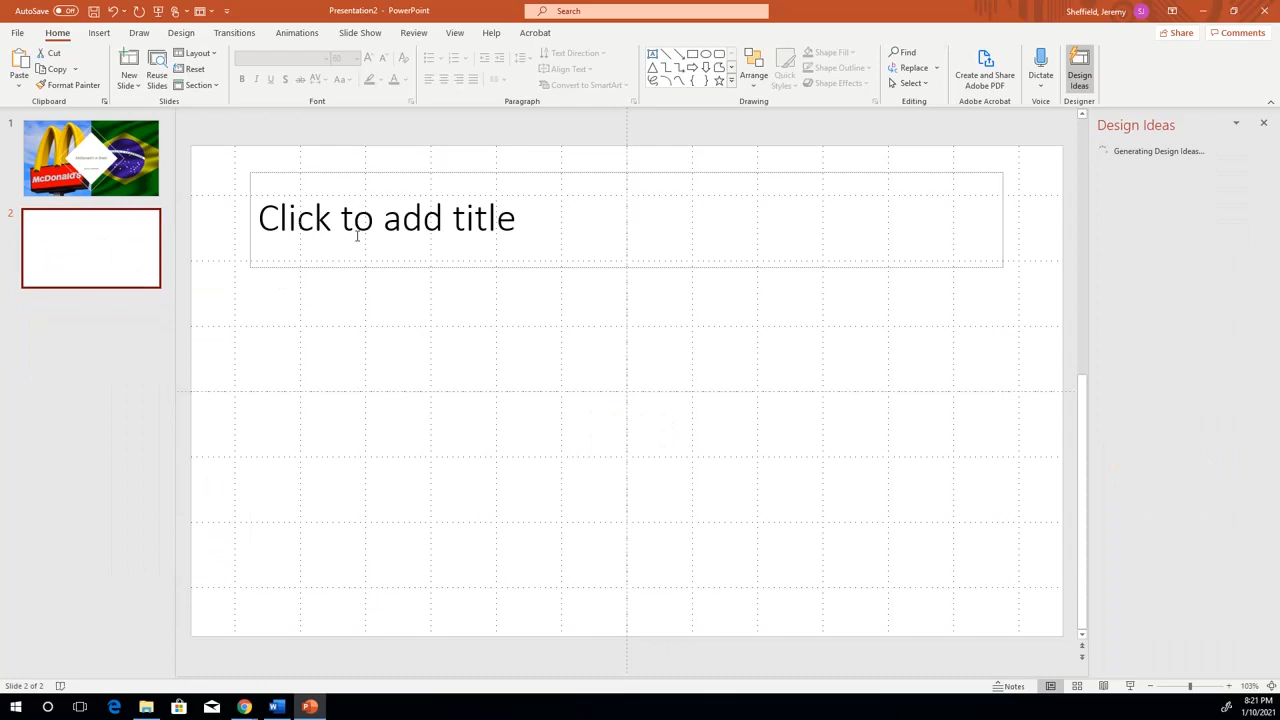 AutoSave Off
Presentation2 - PowerPoint
Search
Sheffield, Jeremy SJ
File Home Insert Draw Design Transitions Animations Slide Show Review View Help Acrobat
Share Comments
Paste
Cut
Copy
Format Painter
Clipboard
New Slide
Reuse Slides
Layout
Reset
Section
Slides
60
B I U S ab AV Aa A
Font
Text Direction
Align Text
Convert to SmartArt
Paragraph
Arrange
Quick Styles
Shape Fill
Shape Outline
Shape Effects
Drawing
Find
Replace
Select
Editing
Create and Share Adobe PDF
Adobe Acrobat
Dictate
Voice
Design Ideas
Designer
1
McDonald's
2
Click to add title
Design Ideas
Generating Design Ideas...
Slide 2 of 2
Notes
103%
8:21 PM
1/10/2021